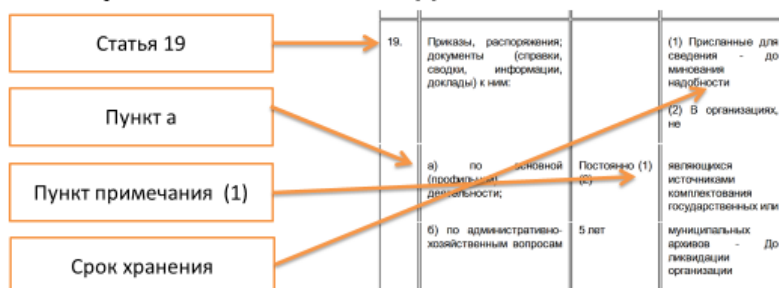 Статья 19
Пункт а
Пункт примечания (1)
Срок хранения
19.
Приказы, распоряжения;
документы (справки,
сводки, информации,
доклады) к ним:
(1) Присланные для
сведения - до
минования
надобности
(2) В организациях,
не
а) по основной
(профильной)
деятельности;
Постоянно (1)
(2)
являющихся
источниками
комплектования
государственных или
б) по административно-
хозяйственным вопросам
5 лет
муниципальных
архивов - До
ликвидации
организации